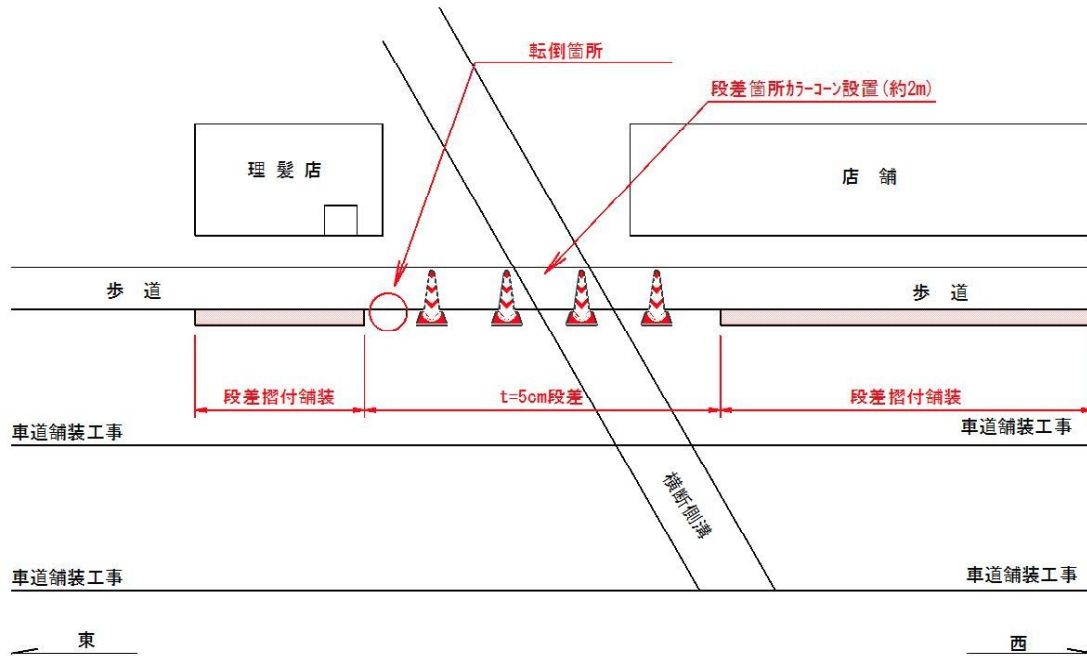 転倒箇所
段差箇所ｶﾗｰｺｰﾝ設置(約2m)
理 髪 店
店 舗
歩 道
歩 道
段差摺付舗装
t=5cm段差
段差摺付舗装
車道舗装工事
車道舗装工事
横断側溝
車道舗装工事
車道舗装工事
東
西